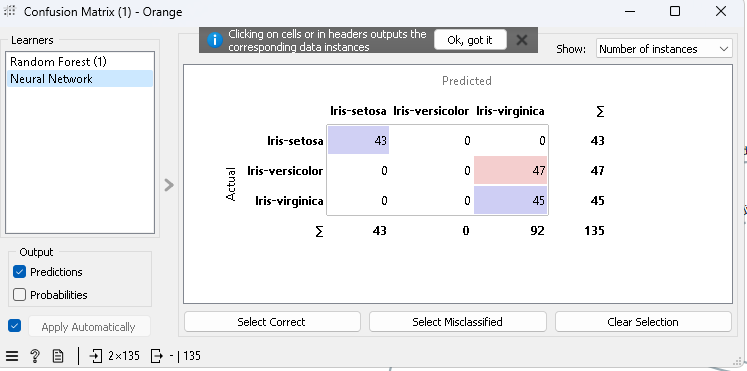 Confusion Matrix (1) - Orange
Clicking on cells or in headers outputs the
corresponding data instances
Ok, got it
Learners
Random Forest (1)
Neural Network
Show: Number of instances
Predicted
Iris-setosa Iris-versicolor Iris-virginica Σ
Iris-setosa 43 0 0 43
Actual
Iris-versicolor 0 0 47 47
Iris-virginica 0 0 45 45
Σ 43 0 92 135
Output
Predictions
Probabilities
Apply Automatically
Select Correct Select Misclassified Clear Selection
2×135 - | 135